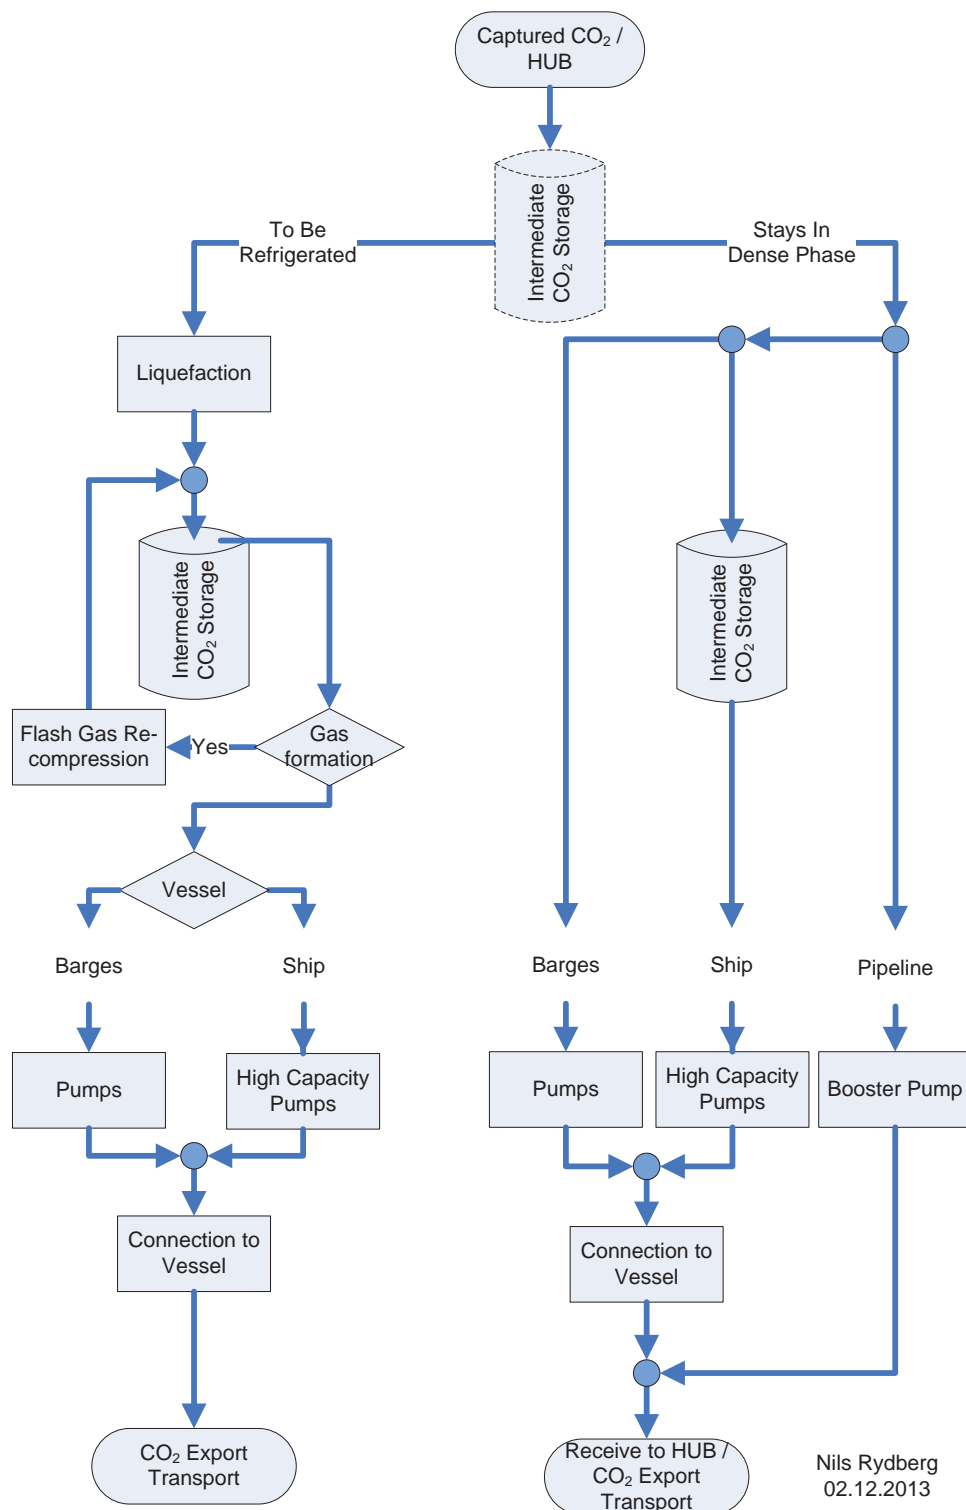 Captured CO₂ /
HUB
Intermediate
CO₂ Storage
To Be
Refrigerated
Stays In
Dense Phase
Liquefaction
Intermediate
CO₂ Storage
Intermediate
CO₂ Storage
Flash Gas Re-
compression
Yes
Gas
formation
Vessel
Barges
Ship
Barges
Ship
Pipeline
Pumps
High Capacity
Pumps
Pumps
High Capacity
Pumps
Booster Pump
Connection to
Vessel
Connection to
Vessel
CO₂ Export
Transport
Receive to HUB /
CO₂ Export
Transport
Nils Rydberg
02.12.2013